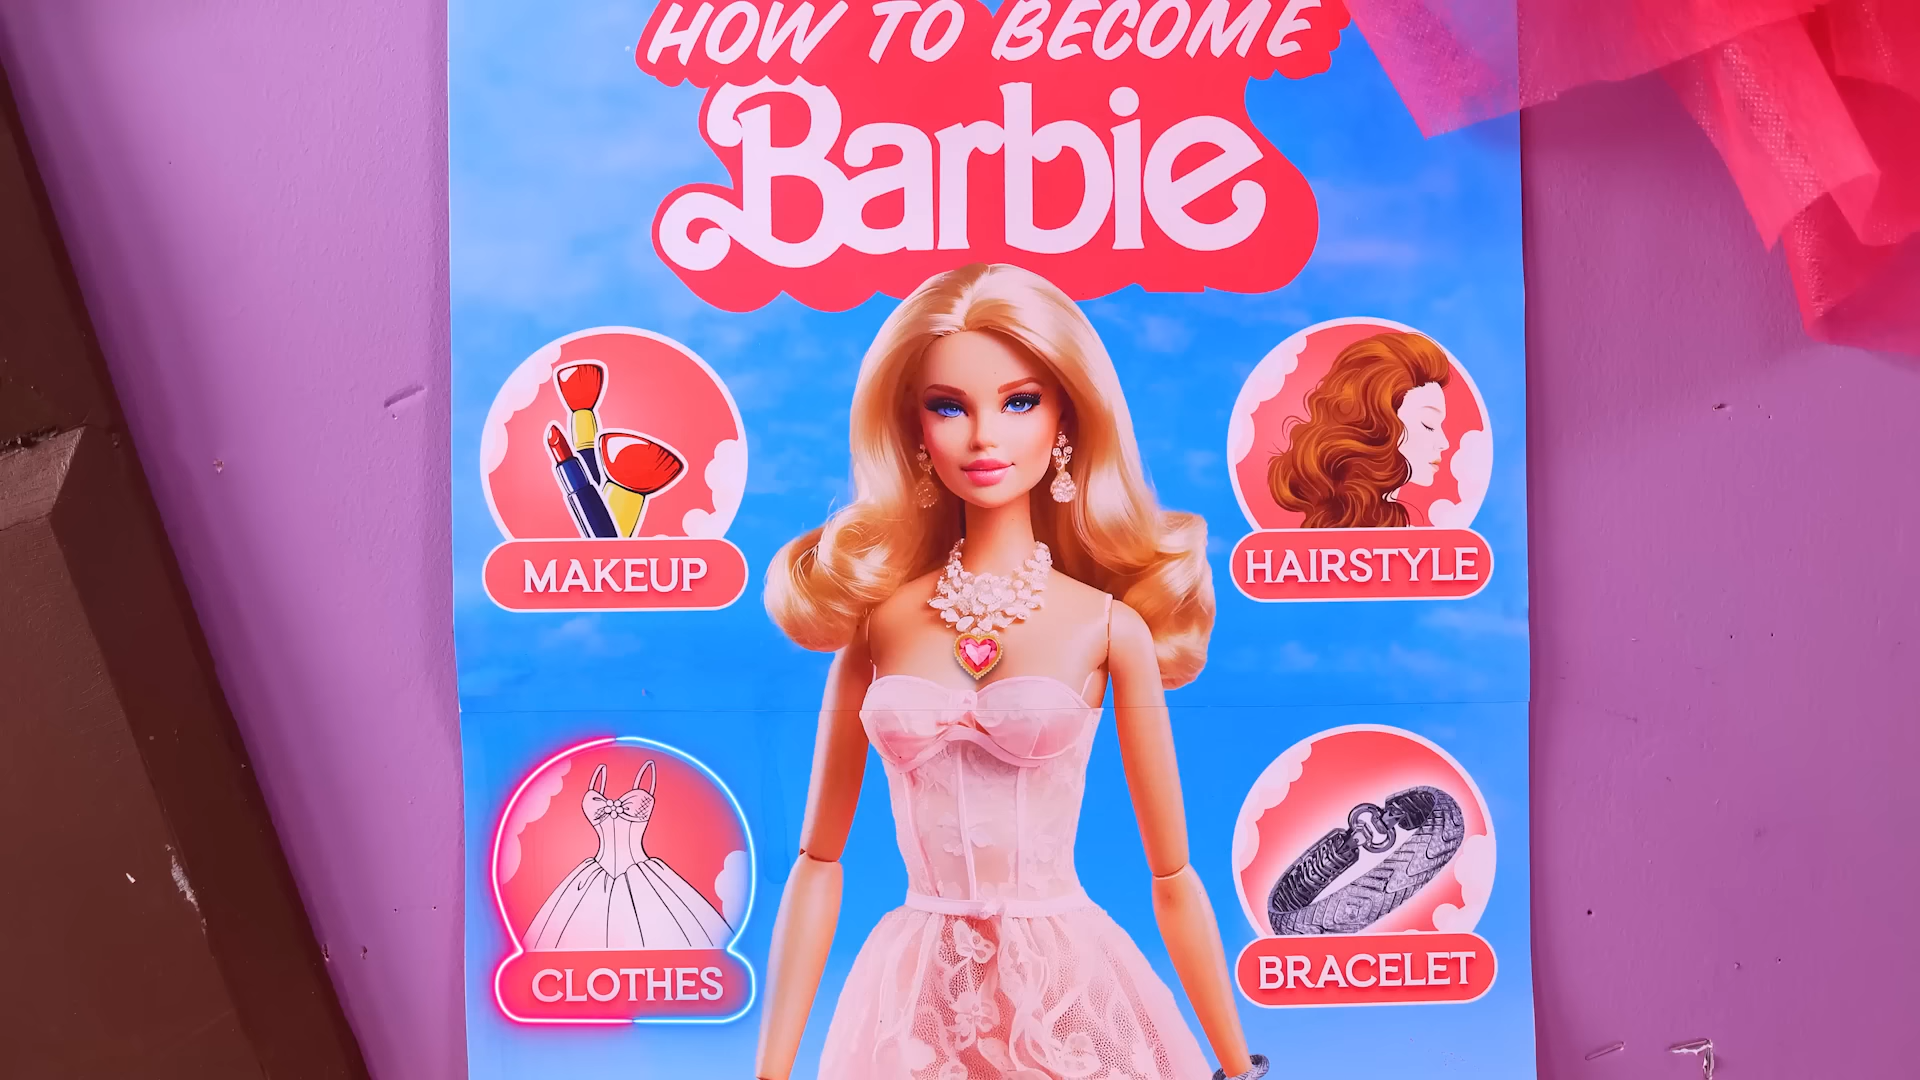 HOW TO BECOME
Barbie
MAKEUP
HAIRSTYLE
CLOTHES
BRACELET